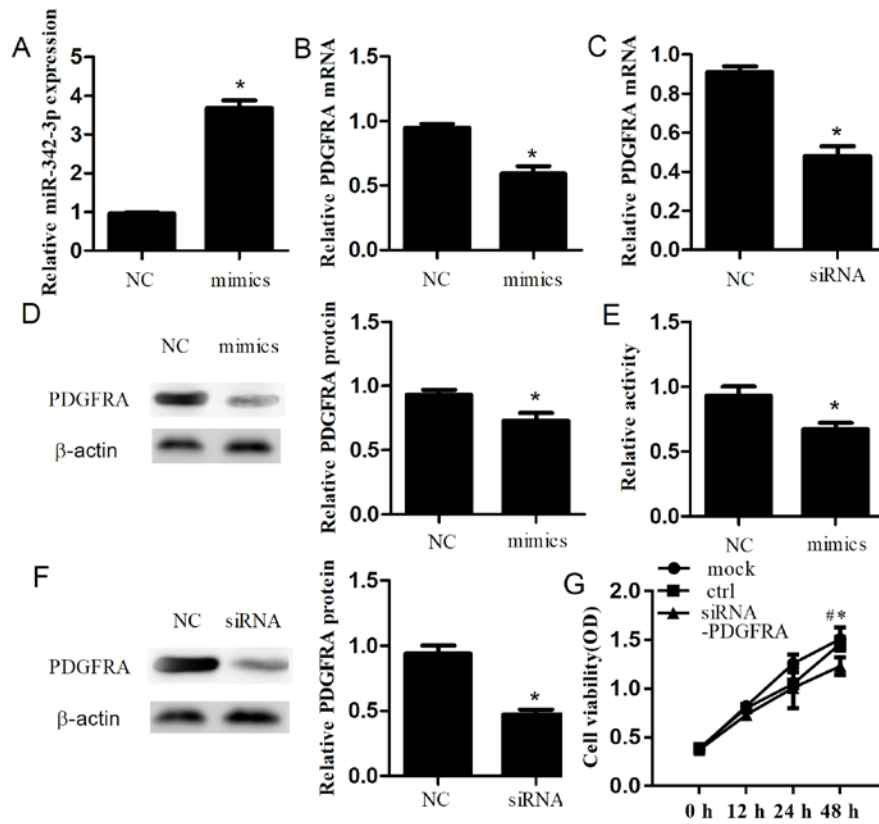 A
Relative miR-342-3p expression
5
4
3
2
1
0
*
NC mimics
B
Relative PDGFRA mRNA
1.5
1.0
0.5
0.0
*
NC mimics
C
Relative PDGFRA mRNA
1.0
0.8
0.6
0.4
0.2
0.0
*
NC siRNA
D
NC mimics
PDGFRA
β-actin
Relative PDGFRA protein
1.5
1.0
0.5
0.0
*
NC mimics
E
Relative activity
1.5
1.0
0.5
0.0
*
NC mimics
F
NC siRNA
PDGFRA
β-actin
Relative PDGFRA protein
1.5
1.0
0.5
0.0
*
NC siRNA
G
mock
ctrl
siRNA
-PDGFRA
Cell viability(OD)
2.0
1.5
1.0
0.5
0.0
#*
0 h 12 h 24 h 48 h